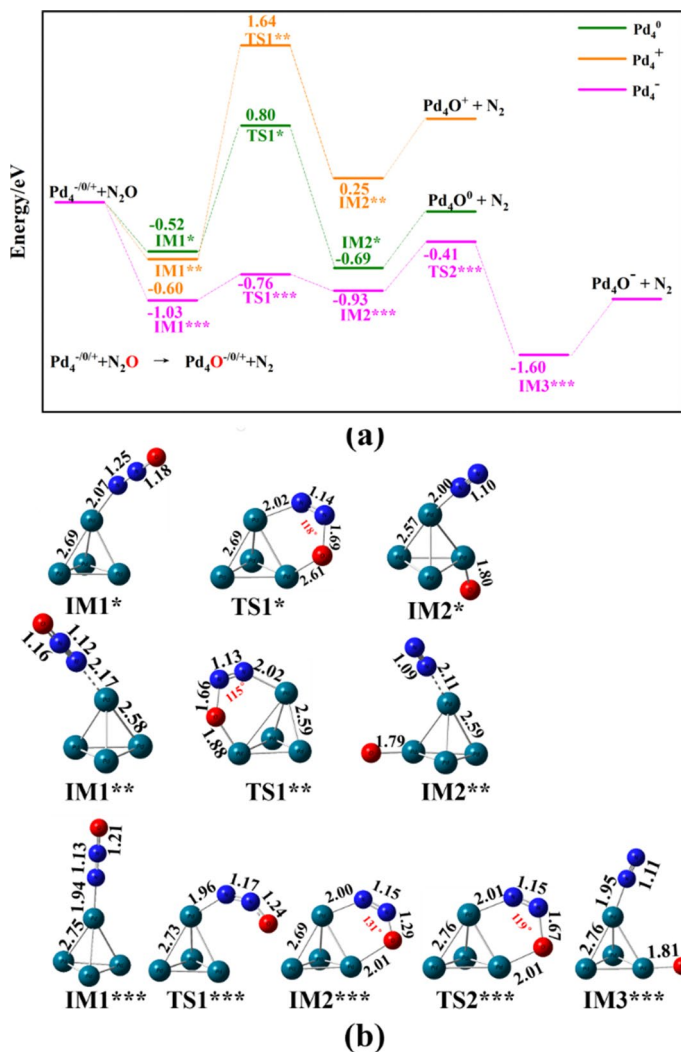 1.64
TS1**
Pd₄⁰
Pd₄⁺
Pd₄⁻
0.80
TS1*
Pd₄O⁺ + N₂
Energy/eV
Pd₄⁻/⁰/⁺+N₂O
0.25
IM2**
Pd₄O⁰ + N₂
-0.52
IM1*
IM2*
-0.69
IM1**
-0.60
-0.41
TS2***
-0.76
TS1***
-0.93
IM2***
-1.03
IM1***
Pd₄O⁻ + N₂
Pd₄⁻/⁰/⁺+N₂O → Pd₄O⁻/⁰/⁺+N₂
-1.60
IM3***
(a)
2.69 2.07 1.25 1.18
IM1*
2.69 2.02 1.14 1.69 118° 2.61
TS1*
2.57 2.00 1.10 1.80
IM2*
1.16 1.12 2.17 2.58
IM1**
1.88 1.66 1.13 2.02 115° 2.59
TS1**
1.79 1.09 2.11 2.59
IM2**
2.75 1.94 1.13 1.21
IM1***
2.73 1.96 1.17 1.24
TS1***
2.69 2.00 1.15 1.29 131° 2.01
IM2***
2.76 2.01 1.15 1.67 119° 2.01
TS2***
2.76 1.95 1.11 1.81
IM3***
(b)